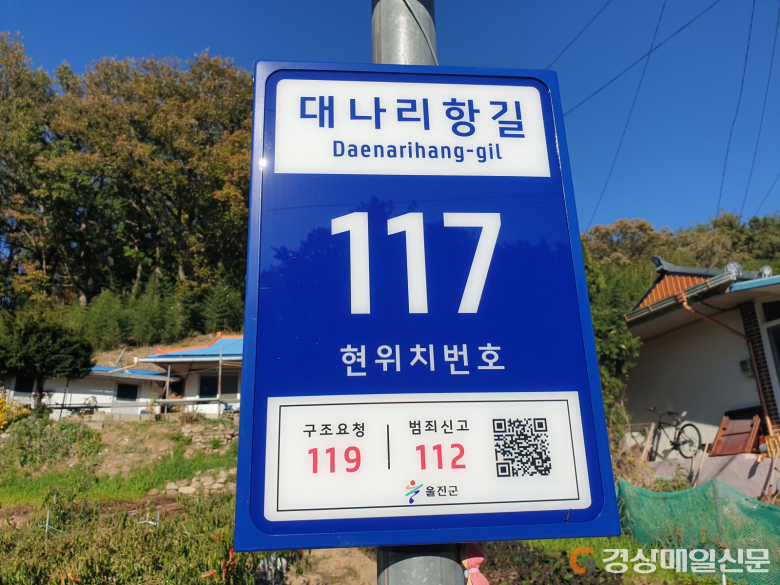 대나리항길
Daenarihang-gil
117
현위치번호
구조요청 범죄신고
119 112
울진군
경상매일신문